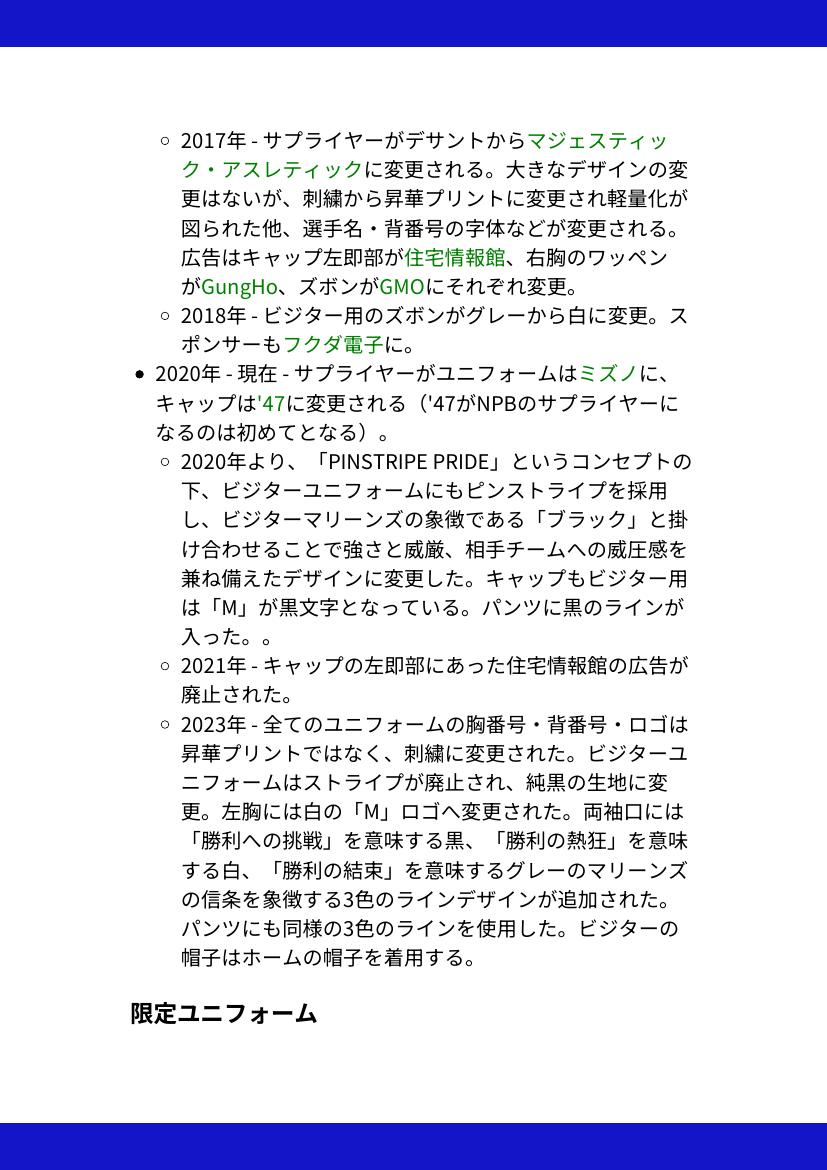 2017年 - サプライヤーがデサントからマジェスティッ
ク・アスレティックに変更される。大きなデザインの変
更はないが、刺繍から昇華プリントに変更され軽量化が
図られた他、選手名・背番号の字体などが変更される。
広告はキャップ左即部が住宅情報館、右胸のワッペン
がGungHo、ズボンがGMOにそれぞれ変更。
2018年 - ビジター用のズボンがグレーから白に変更。ス
ポンサーもフクダ電子に。
2020年 - 現在 - サプライヤーがユニフォームはミズノに、
キャップは'47に変更される（'47がNPBのサプライヤーに
なるのは初めてとなる）。
2020年より、「PINSTRIPE PRIDE」というコンセプトの
下、ビジターユニフォームにもピンストライプを採用
し、ビジターマリーンズの象徴である「ブラック」と掛
け合わせることで強さと威厳、相手チームへの威圧感を
兼ね備えたデザインに変更した。キャップもビジター用
は「M」が黒文字となっている。パンツに黒のラインが
入った。。
2021年 - キャップの左即部にあった住宅情報館の広告が
廃止された。
2023年 - 全てのユニフォームの胸番号・背番号・ロゴは
昇華プリントではなく、刺繍に変更された。ビジターユ
ニフォームはストライプが廃止され、純黒の生地に変
更。左胸には白の「M」ロゴへ変更された。両袖口には
「勝利への挑戦」を意味する黒、「勝利の熱狂」を意味
する白、「勝利の結束」を意味するグレーのマリーンズ
の信条を象徴する3色のラインデザインが追加された。
パンツにも同様の3色のラインを使用した。ビジターの
帽子はホームの帽子を着用する。
限定ユニフォーム